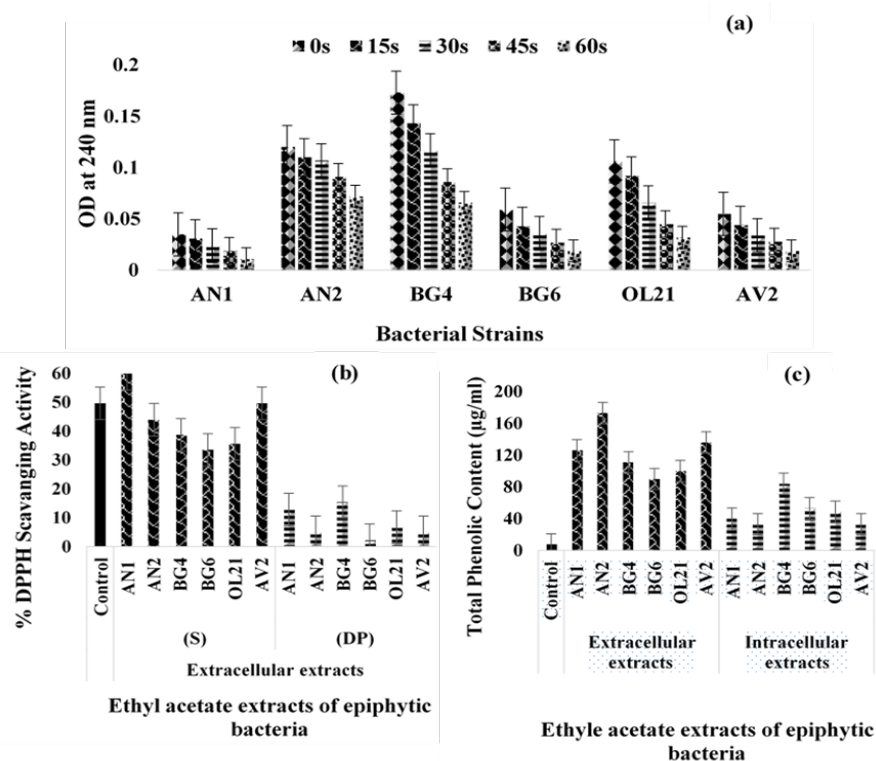 (a)
0s 15s 30s 45s 60s
0.2
0.15
0.1
0.05
0
OD at 240 nm
AN1 AN2 BG4 BG6 OL21 AV2
Bacterial Strains
(b)
60
50
40
30
20
10
0
% DPPH Scavanging Activity
Control AN1 AN2 BG4 BG6 OL21 AV2 AN1 AN2 BG4 BG6 OL21 AV2
(S) (DP)
Extracellular extracts
Ethyl acetate extracts of epiphytic
bacteria
(c)
200
160
120
80
40
0
Total Phenolic Content (µg/ml)
Control AN1 AN2 BG4 BG6 OL21 AV2 AN1 AN2 BG4 BG6 OL21 AV2
Extracellular Intracellular
extracts extracts
Ethyle acetate extracts of epiphytic
bacteria